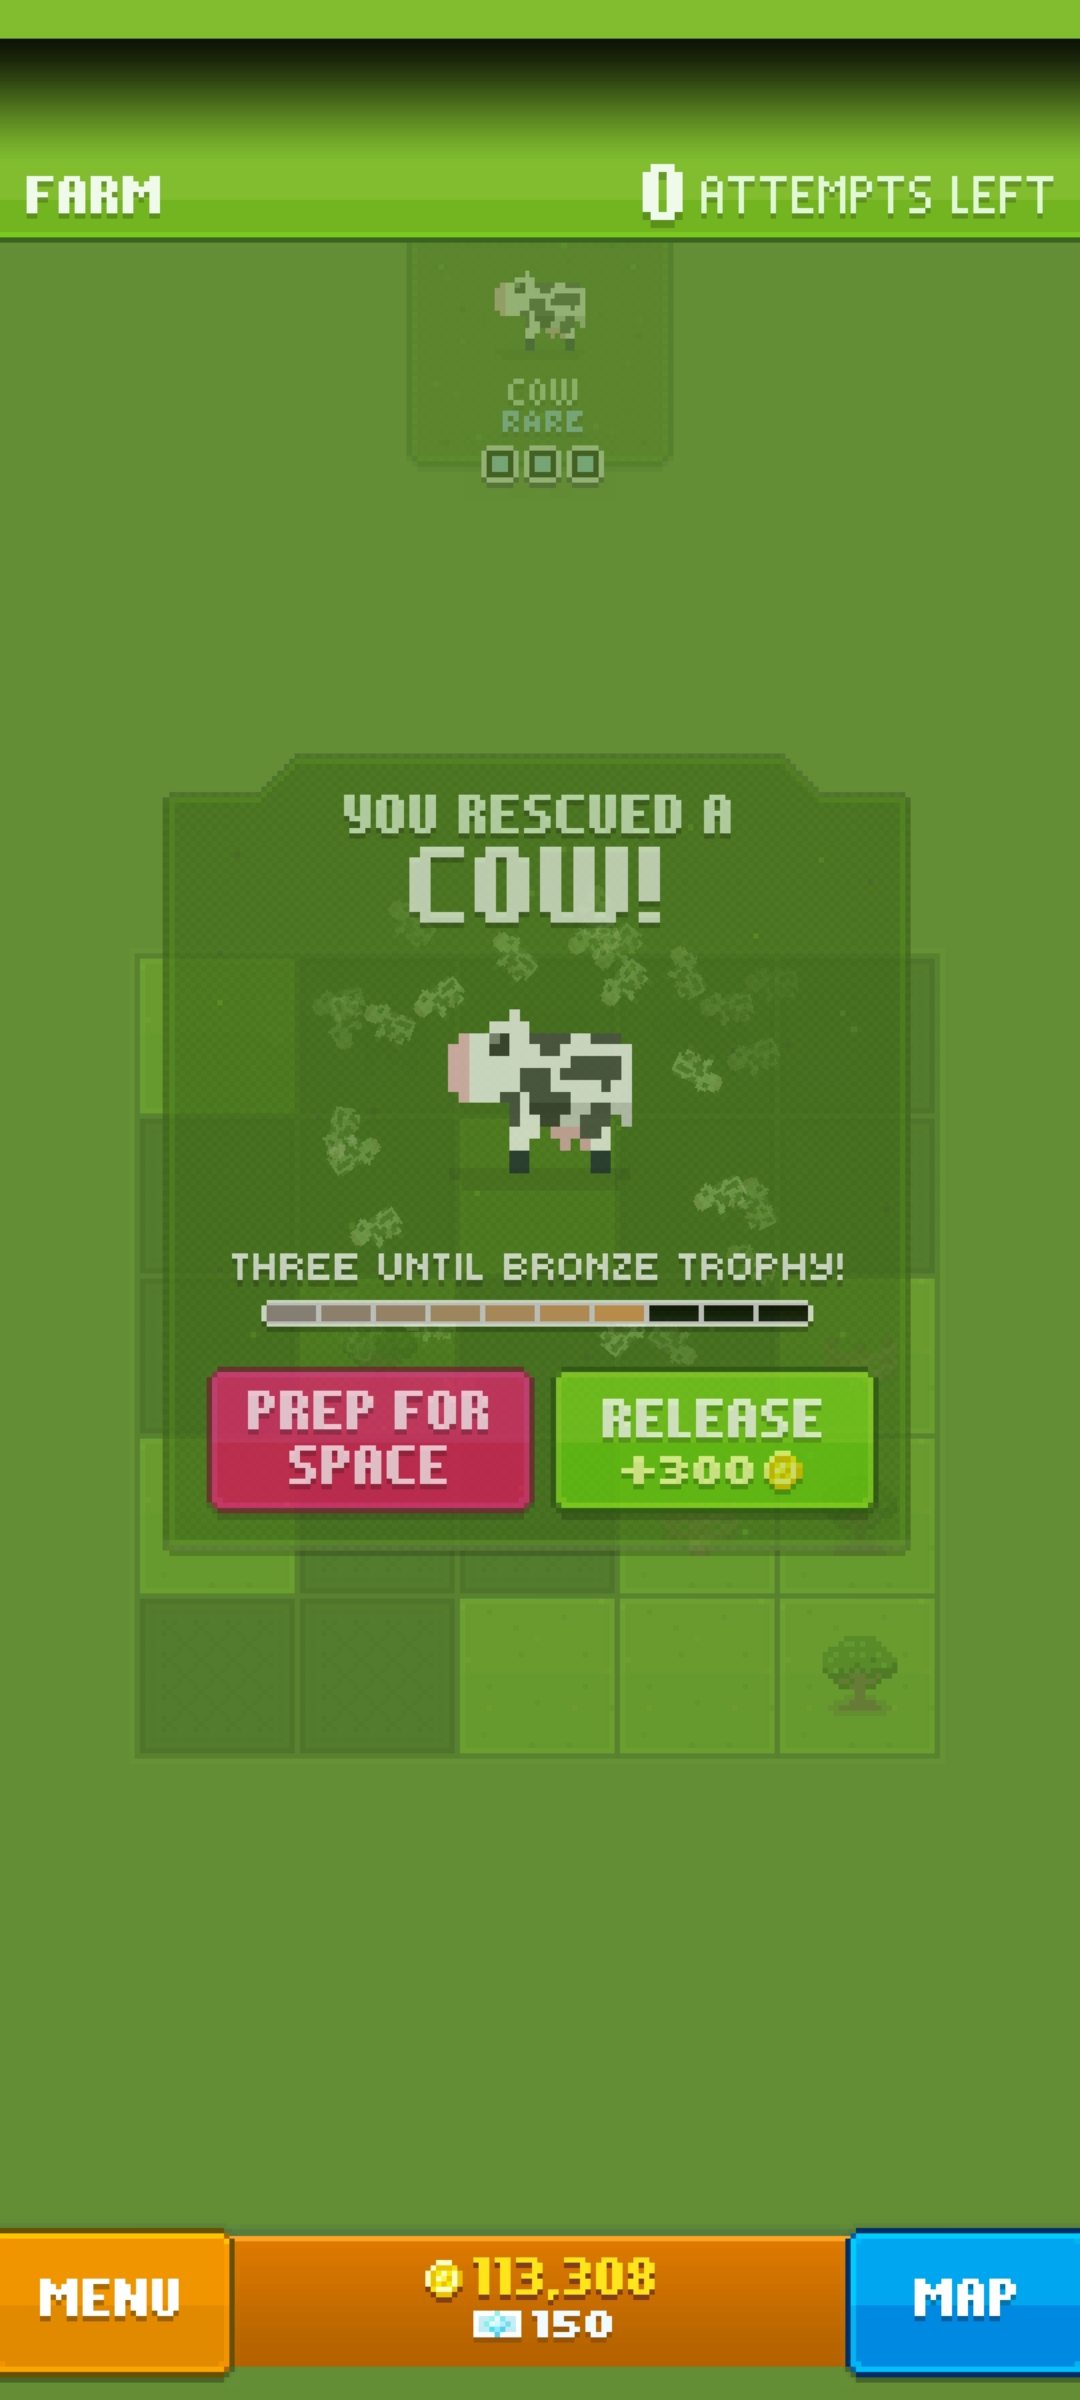 FARM
0 ATTEMPTS LEFT
COW
RARE
YOU RESCUED A
COW!
THREE UNTIL BRONZE TROPHY!
PREP FOR
SPACE
RELEASE
+300
MENU
113,308
150
MAP